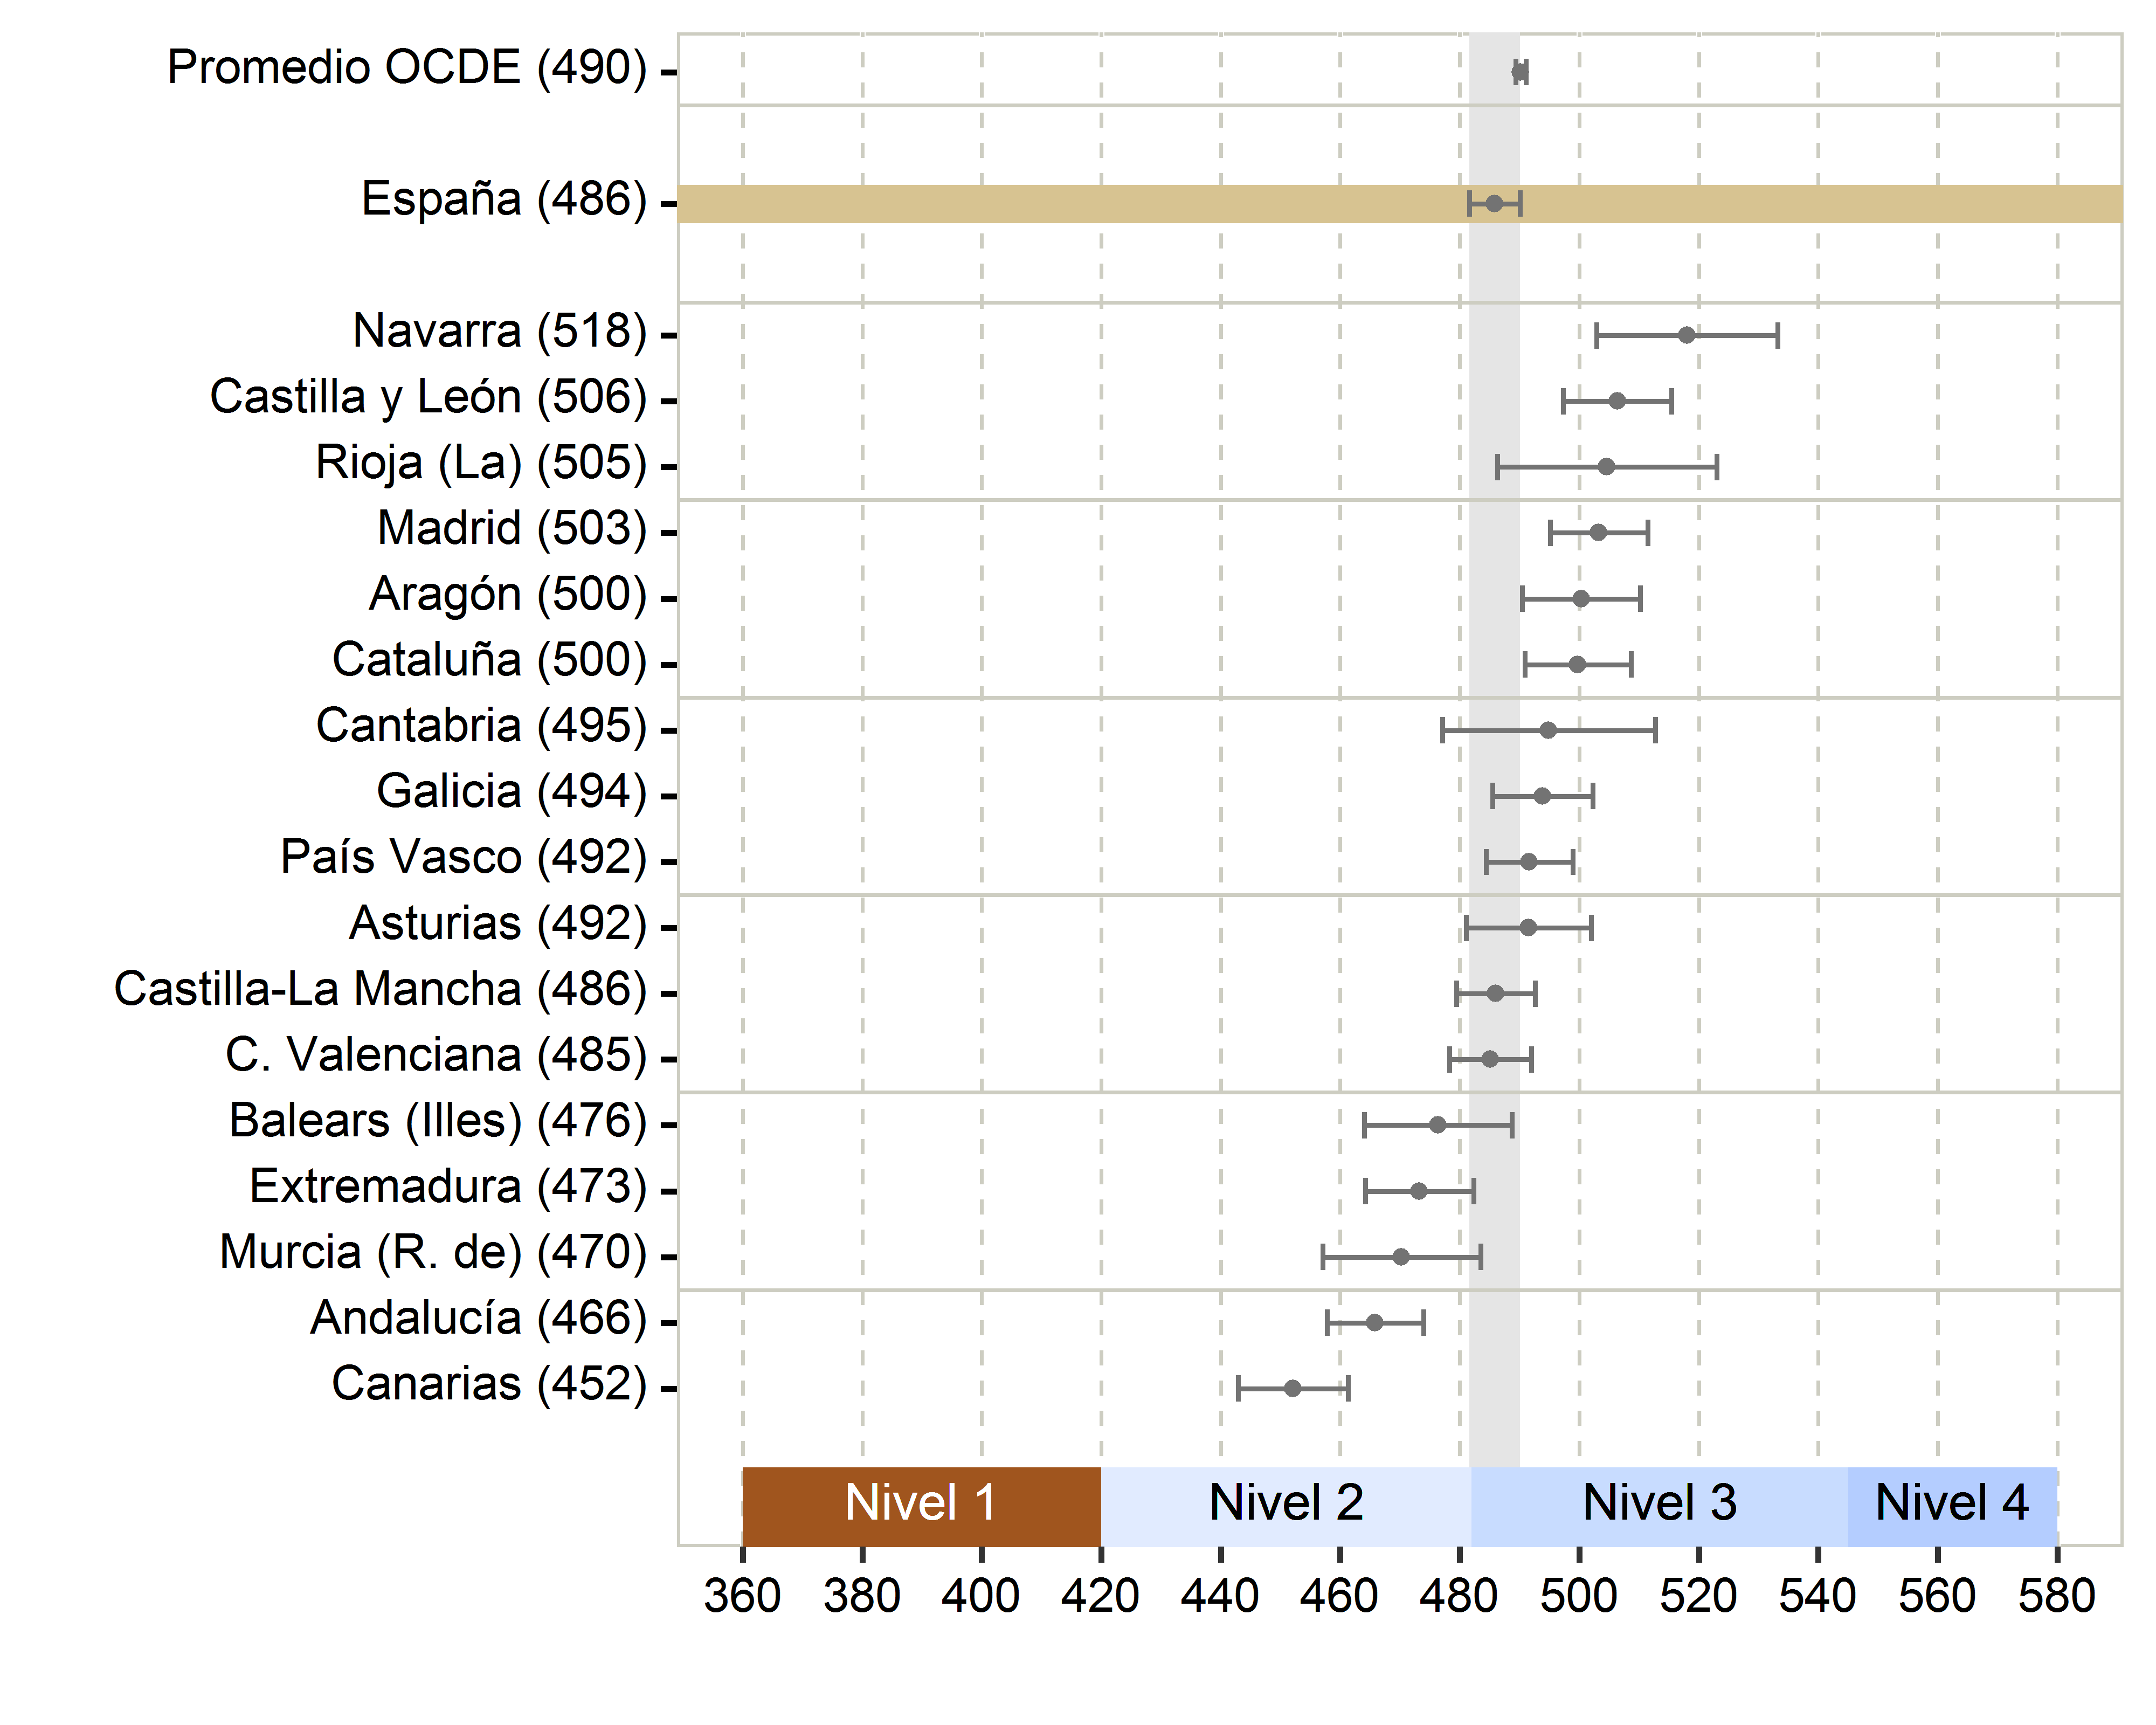 Promedio OCDE (490)
España (486)
Navarra (518)
Castilla y León (506)
Rioja (La) (505)
Madrid (503)
Aragón (500)
Cataluña (500)
Cantabria (495)
Galicia (494)
País Vasco (492)
Asturias (492)
Castilla-La Mancha (486)
C. Valenciana (485)
Balears (Illes) (476)
Extremadura (473)
Murcia (R. de) (470)
Andalucía (466)
Canarias (452)
Nivel 1 Nivel 2 Nivel 3 Nivel 4
360 380 400 420 440 460 480 500 520 540 560 580